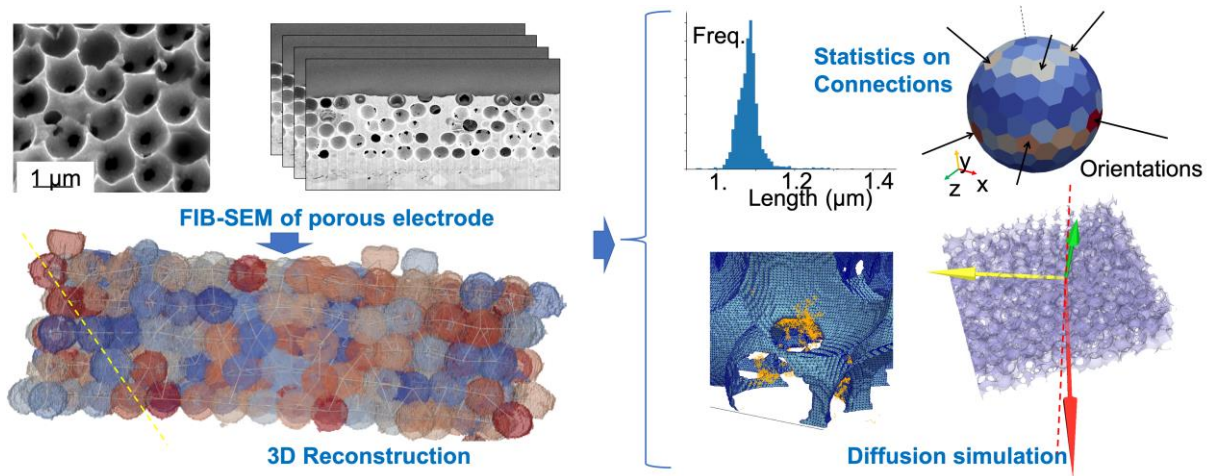 1 µm
FIB-SEM of porous electrode
3D Reconstruction
Freq.
1.
1.2
1.4
Length (µm)
Statistics on
Connections
y
z
x
Orientations
Diffusion simulation